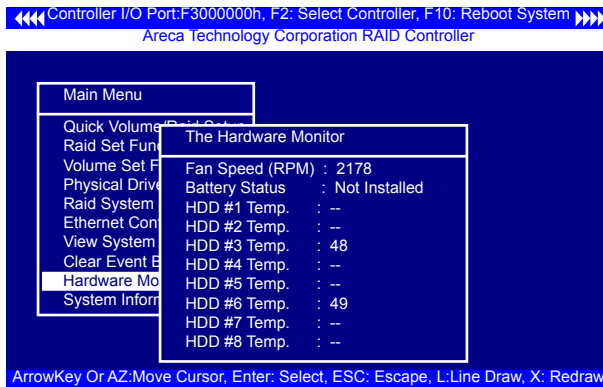 Controller I/O Port:F3000000h, F2: Select Controller, F10: Reboot System
Areca Technology Corporation RAID Controller
Main Menu
Quick Volume/Raid Setup
Raid Set Fun
Volume Set F
Physical Drive
Raid System
Ethernet Con
View System
Clear Event B
Hardware Mo
System Inforr
The Hardware Monitor
Fan Speed (RPM) : 2178
Battery Status : Not Installed
HDD #1 Temp. : --
HDD #2 Temp. : --
HDD #3 Temp. : 48
HDD #4 Temp. : --
HDD #5 Temp. : --
HDD #6 Temp. : 49
HDD #7 Temp. : --
HDD #8 Temp. : --
ArrowKey Or AZ:Move Cursor, Enter: Select, ESC: Escape, L:Line Draw, X: Redraw